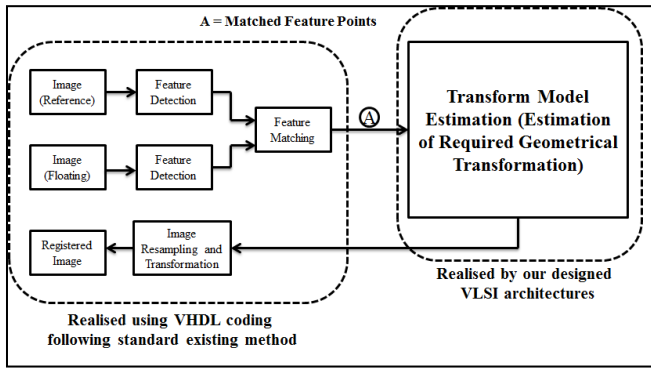 A = Matched Feature Points
Image
(Reference)
Feature
Detection
Image
(Floating)
Feature
Detection
Feature
Matching
A
Transform Model
Estimation (Estimation
of Required Geometrical
Transformation)
Registered
Image
Image
Resampling and
Transformation
Realised by our designed
VLSI architectures
Realised using VHDL coding
following standard existing method